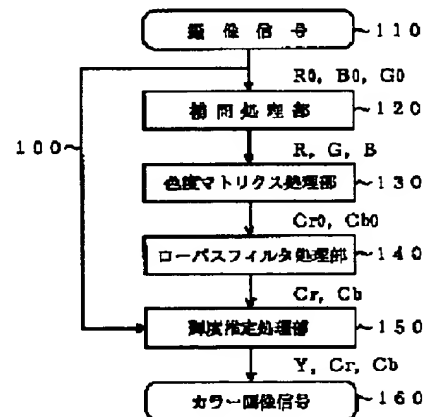 撮 像 信 号 ~110
R0, B0, G0
補間処理部 ~120
100~
R, G, B
色度マトリクス処理部 ~130
Cr0, Cb0
ローパスフィルタ処理部 ~140
Cr, Cb
輝度推定処理部 ~150
Y, Cr, Cb
カラー画像信号 ~160